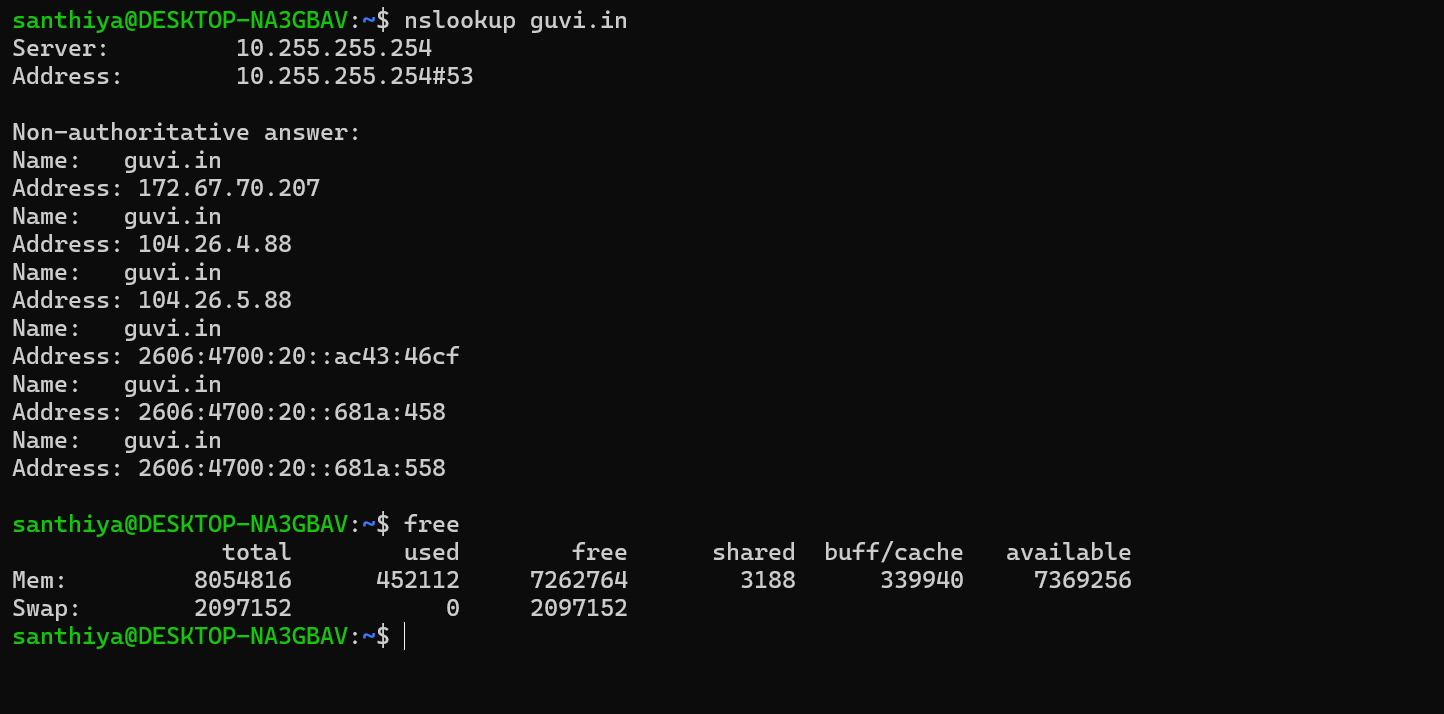 santhiya@DESKTOP-NA3GBAV:~$ nslookup guvi.in
Server:         10.255.255.254
Address:        10.255.255.254#53

Non-authoritative answer:
Name:   guvi.in
Address: 172.67.70.207
Name:   guvi.in
Address: 104.26.4.88
Name:   guvi.in
Address: 104.26.5.88
Name:   guvi.in
Address: 2606:4700:20::ac43:46cf
Name:   guvi.in
Address: 2606:4700:20::681a:458
Name:   guvi.in
Address: 2606:4700:20::681a:558

santhiya@DESKTOP-NA3GBAV:~$ free
               total        used        free      shared  buff/cache   available
Mem:         8054816      452112     7262764        3188      339940     7369256
Swap:        2097152           0     2097152
santhiya@DESKTOP-NA3GBAV:~$